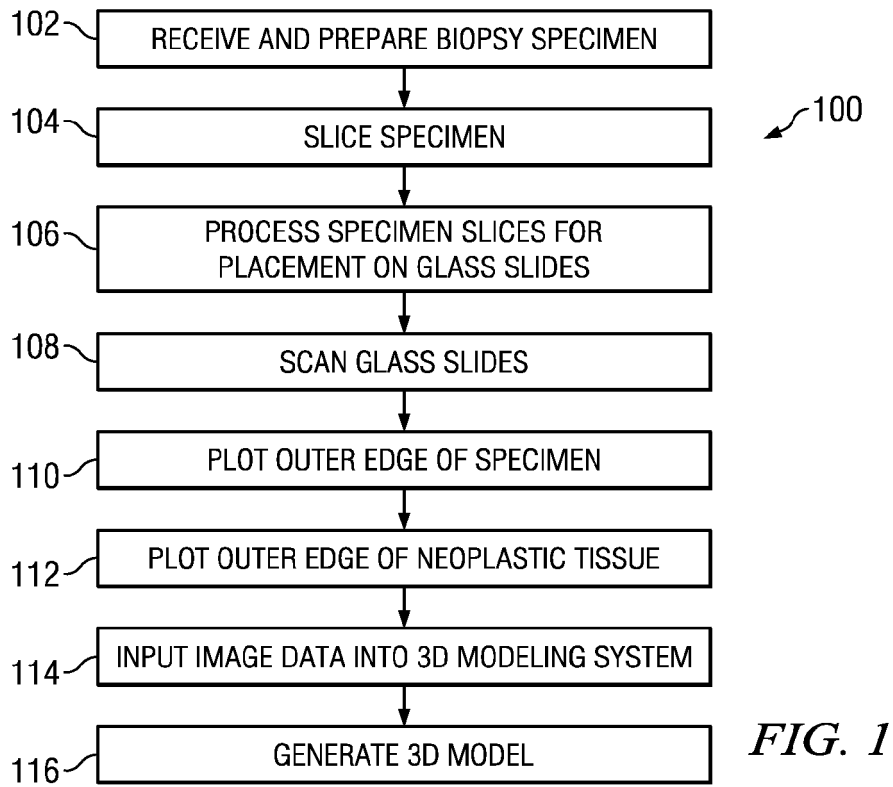 102
RECEIVE AND PREPARE BIOPSY SPECIMEN
104
SLICE SPECIMEN
100
106
PROCESS SPECIMEN SLICES FOR
PLACEMENT ON GLASS SLIDES
108
SCAN GLASS SLIDES
110
PLOT OUTER EDGE OF SPECIMEN
112
PLOT OUTER EDGE OF NEOPLASTIC TISSUE
114
INPUT IMAGE DATA INTO 3D MODELING SYSTEM
116
GENERATE 3D MODEL
FIG. 1